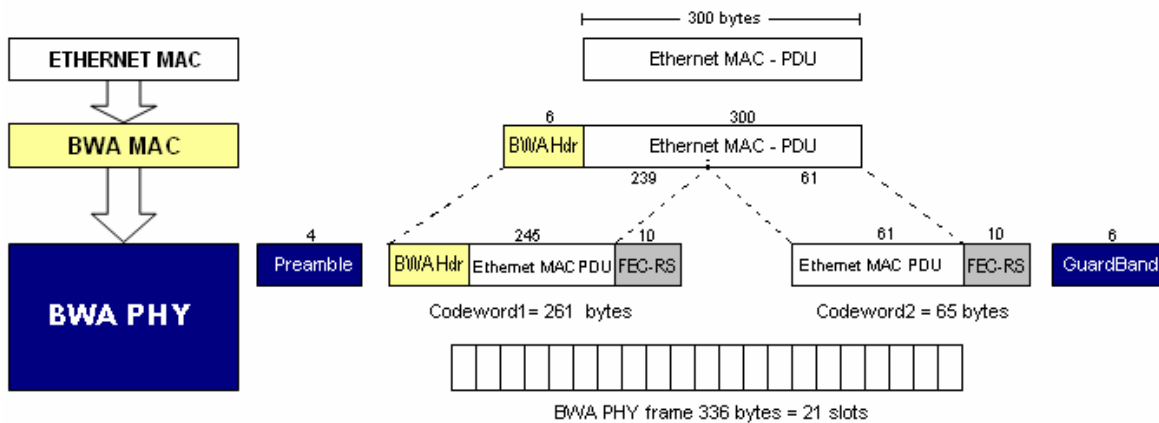 300 bytes
ETHERNET MAC
Ethernet MAC - PDU
6
300
BWA MAC
BWA Hdr
Ethernet MAC - PDU
239
61
4
245
10
61
10
6
Preamble
BWA Hdr
Ethernet MAC PDU
FEC-RS
Ethernet MAC PDU
FEC-RS
GuardBand
BWA PHY
Codeword1= 261 bytes
Codeword2 = 65 bytes
BWA PHY frame 336 bytes = 21 slots